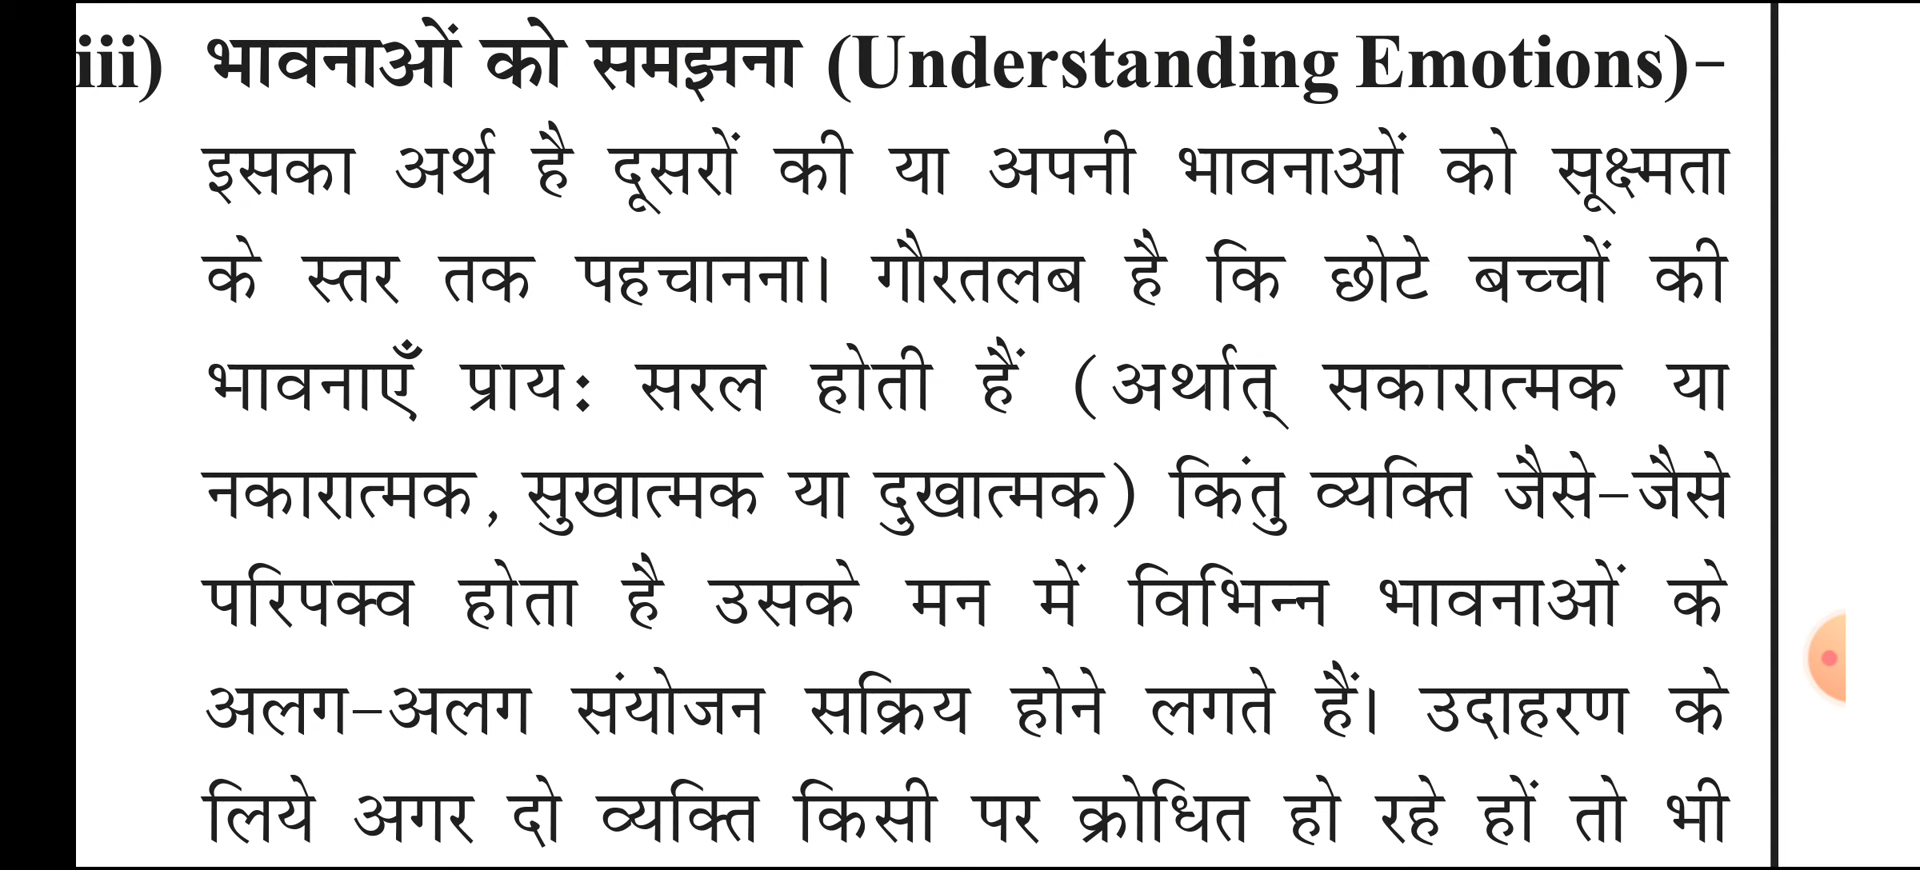 iii) भावनाओं को समझना (Understanding Emotions)-
इसका अर्थ है दूसरों की या अपनी भावनाओं को सूक्ष्मता
के स्तर तक पहचानना। गौरतलब है कि छोटे बच्चों की
भावनाएँ प्रायः सरल होती हैं (अर्थात् सकारात्मक या
नकारात्मक, सुखात्मक या दुखात्मक) किंतु व्यक्ति जैसे-जैसे
परिपक्व होता है उसके मन में विभिन्न भावनाओं के
अलग-अलग संयोजन सक्रिय होने लगते हैं। उदाहरण के
लिये अगर दो व्यक्ति किसी पर क्रोधित हो रहे हों तो भी